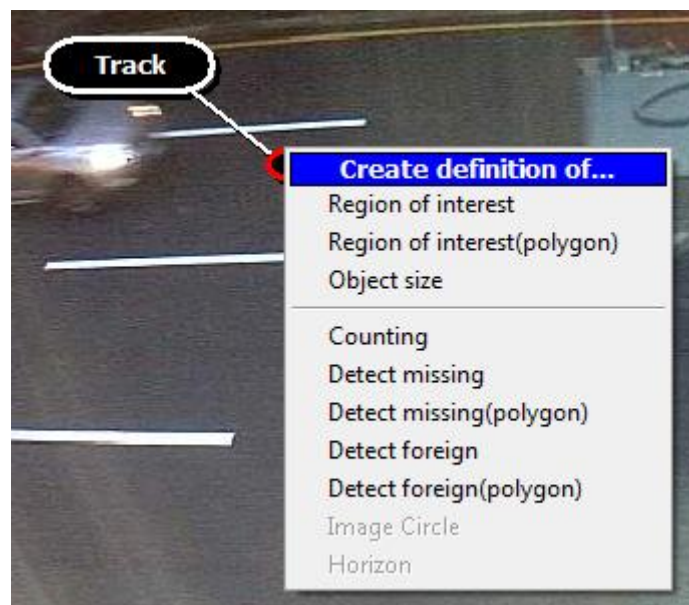 Track
Create definition of...
Region of interest
Region of interest(polygon)
Object size
Counting
Detect missing
Detect missing(polygon)
Detect foreign
Detect foreign(polygon)
Image Circle
Horizon